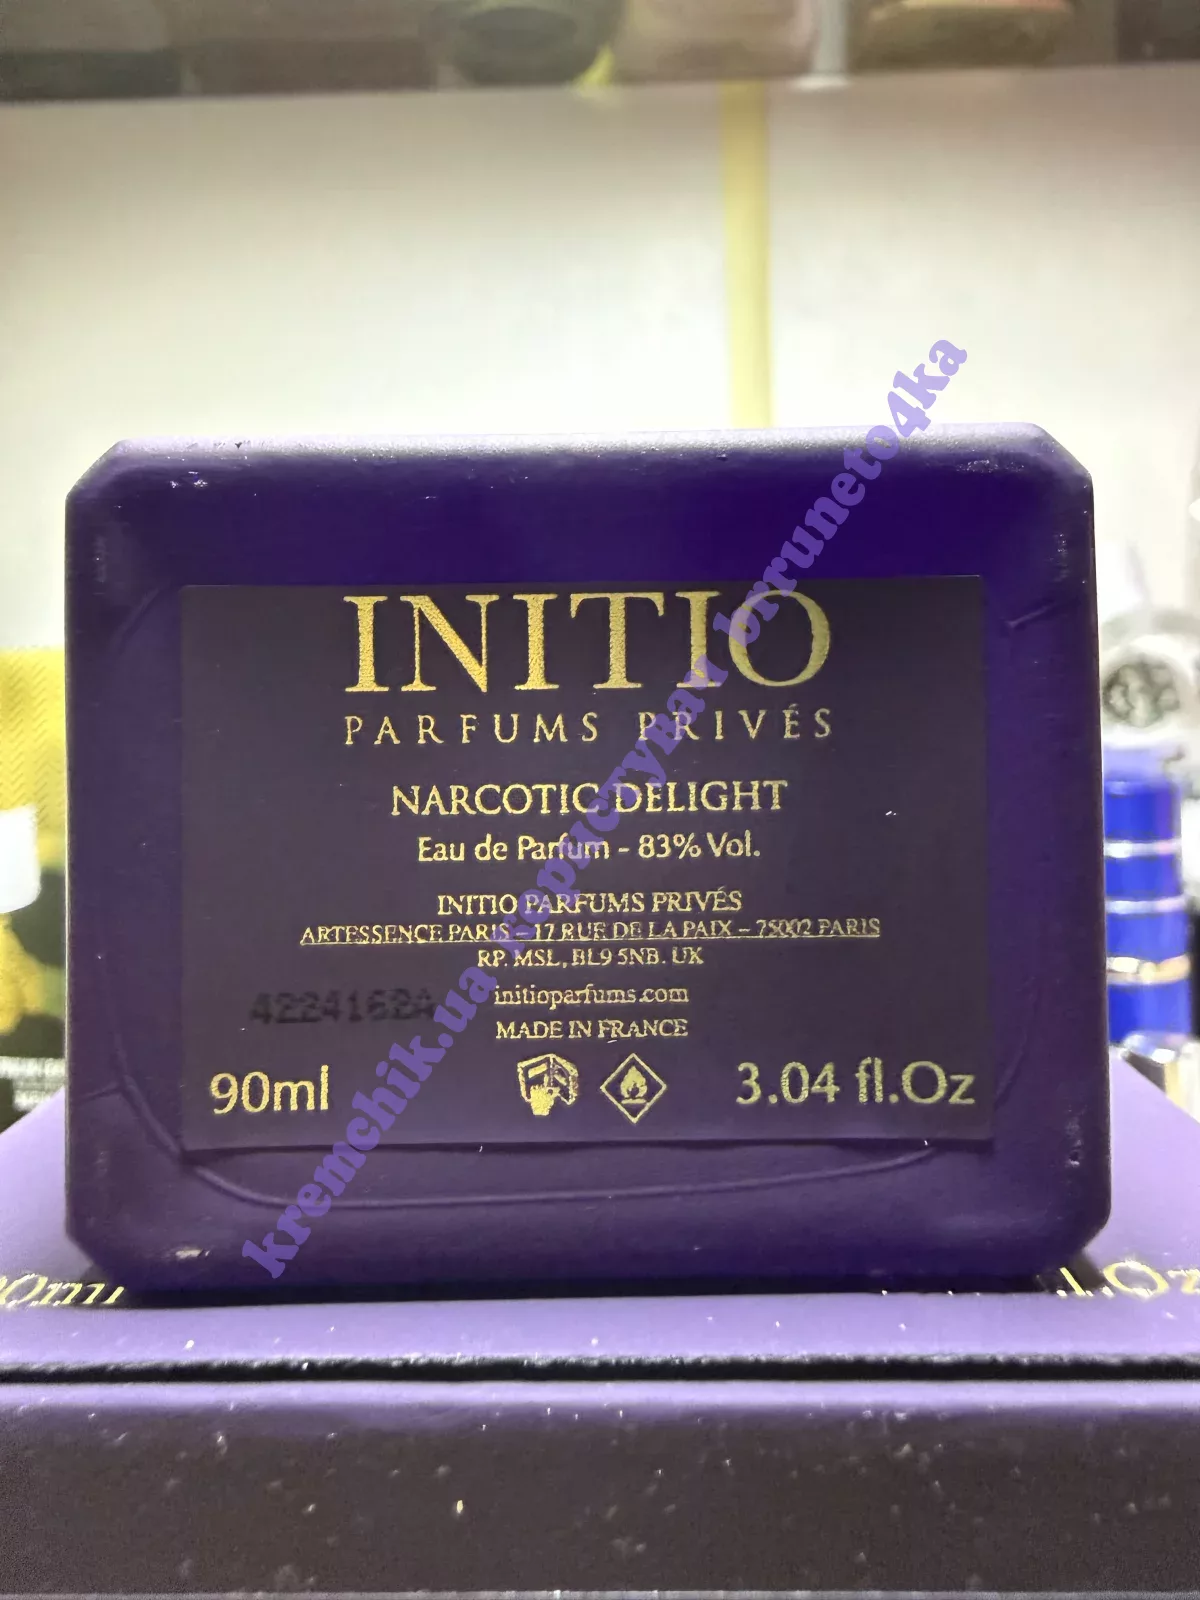 INITIO
PARFUMS PRIVÉS
NARCOTIC DELIGHT
Eau de Parfum - 83% Vol.
INITIO PARFUMS PRIVÉS
ARTESSENCE PARIS – 17 RUE DE LA PAIX – 75002 PARIS
RP. MSL, BL9 5NB. UK
initioparfums.com
4224162A
MADE IN FRANCE
90ml
3.04 fl.Oz
kremchik.ua користувач brruneto4ka